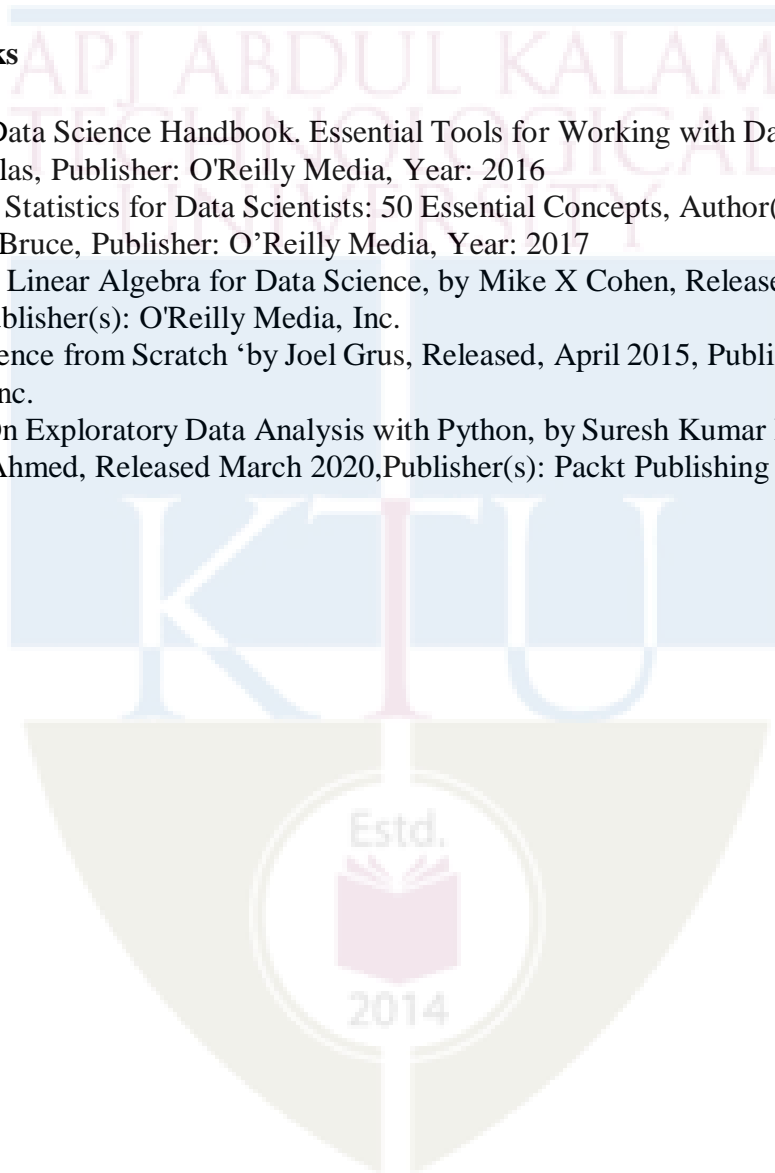 ks
APJ ABDUL KALAM
TECHNOLOGICAL
UNIVERSITY
Data Science Handbook. Essential Tools for Working with Da
las, Publisher: O'Reilly Media, Year: 2016
Statistics for Data Scientists: 50 Essential Concepts, Author(
Bruce, Publisher: O’Reilly Media, Year: 2017
Linear Algebra for Data Science, by Mike X Cohen, Release
blisher(s): O'Reilly Media, Inc.
ence from Scratch ‘by Joel Grus, Released, April 2015, Publi
nc.
On Exploratory Data Analysis with Python, by Suresh Kumar
Ahmed, Released March 2020,Publisher(s): Packt Publishing
KTU
Estd.
2014